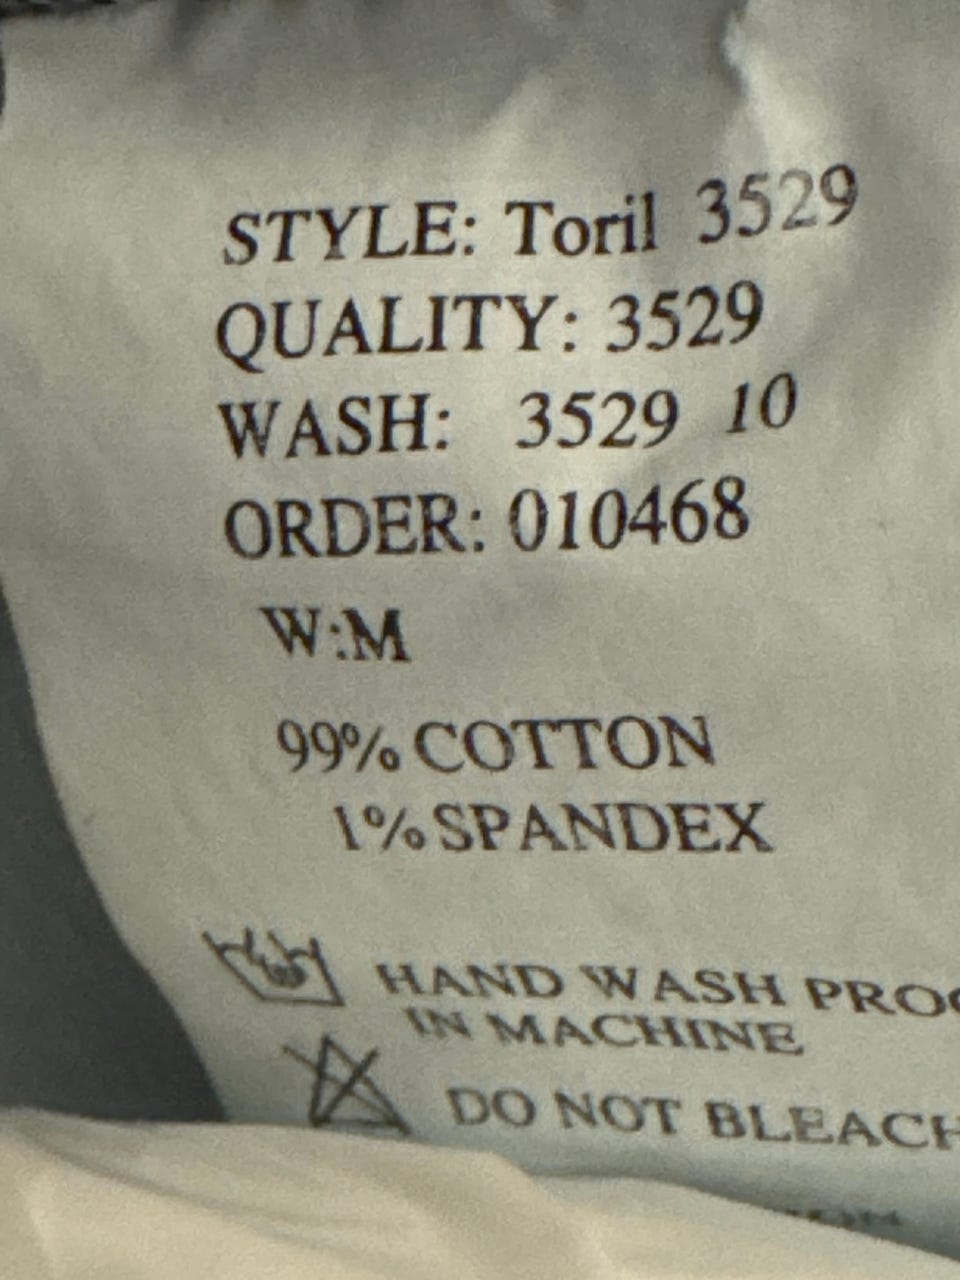 STYLE: Toril 3529
QUALITY: 3529
WASH: 3529 10
ORDER: 010468
W:M
99% COTTON
1% SPANDEX
HAND WASH PROG
IN MACHINE
DO NOT BLEACH